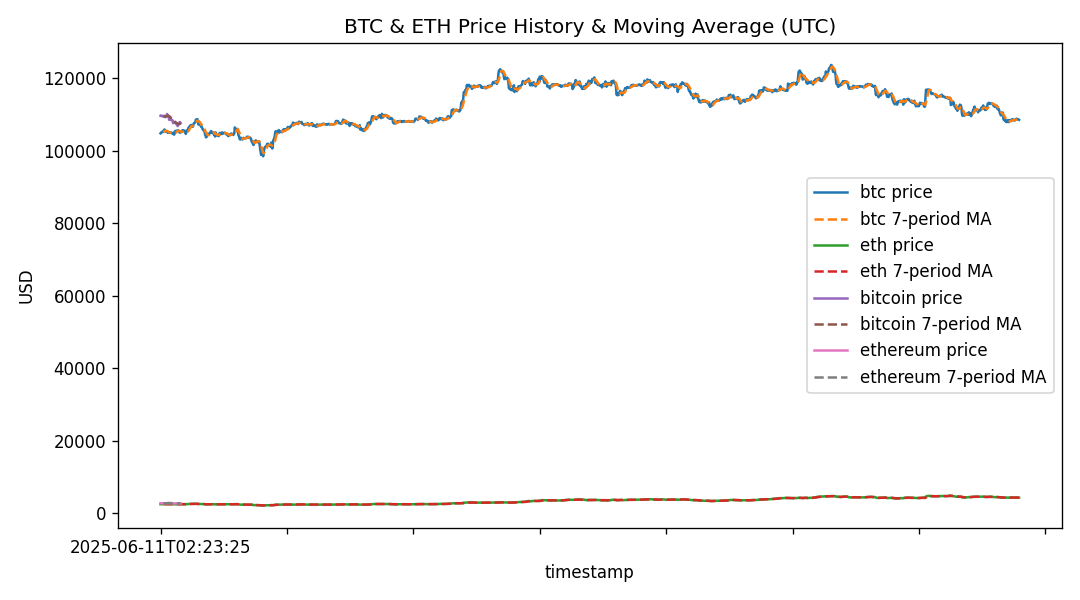 BTC & ETH Price History & Moving Average (UTC)
120000
100000
80000
60000
40000
20000
0
USD
btc price
btc 7-period MA
eth price
eth 7-period MA
bitcoin price
bitcoin 7-period MA
ethereum price
ethereum 7-period MA
2025-06-11T02:23:25
timestamp